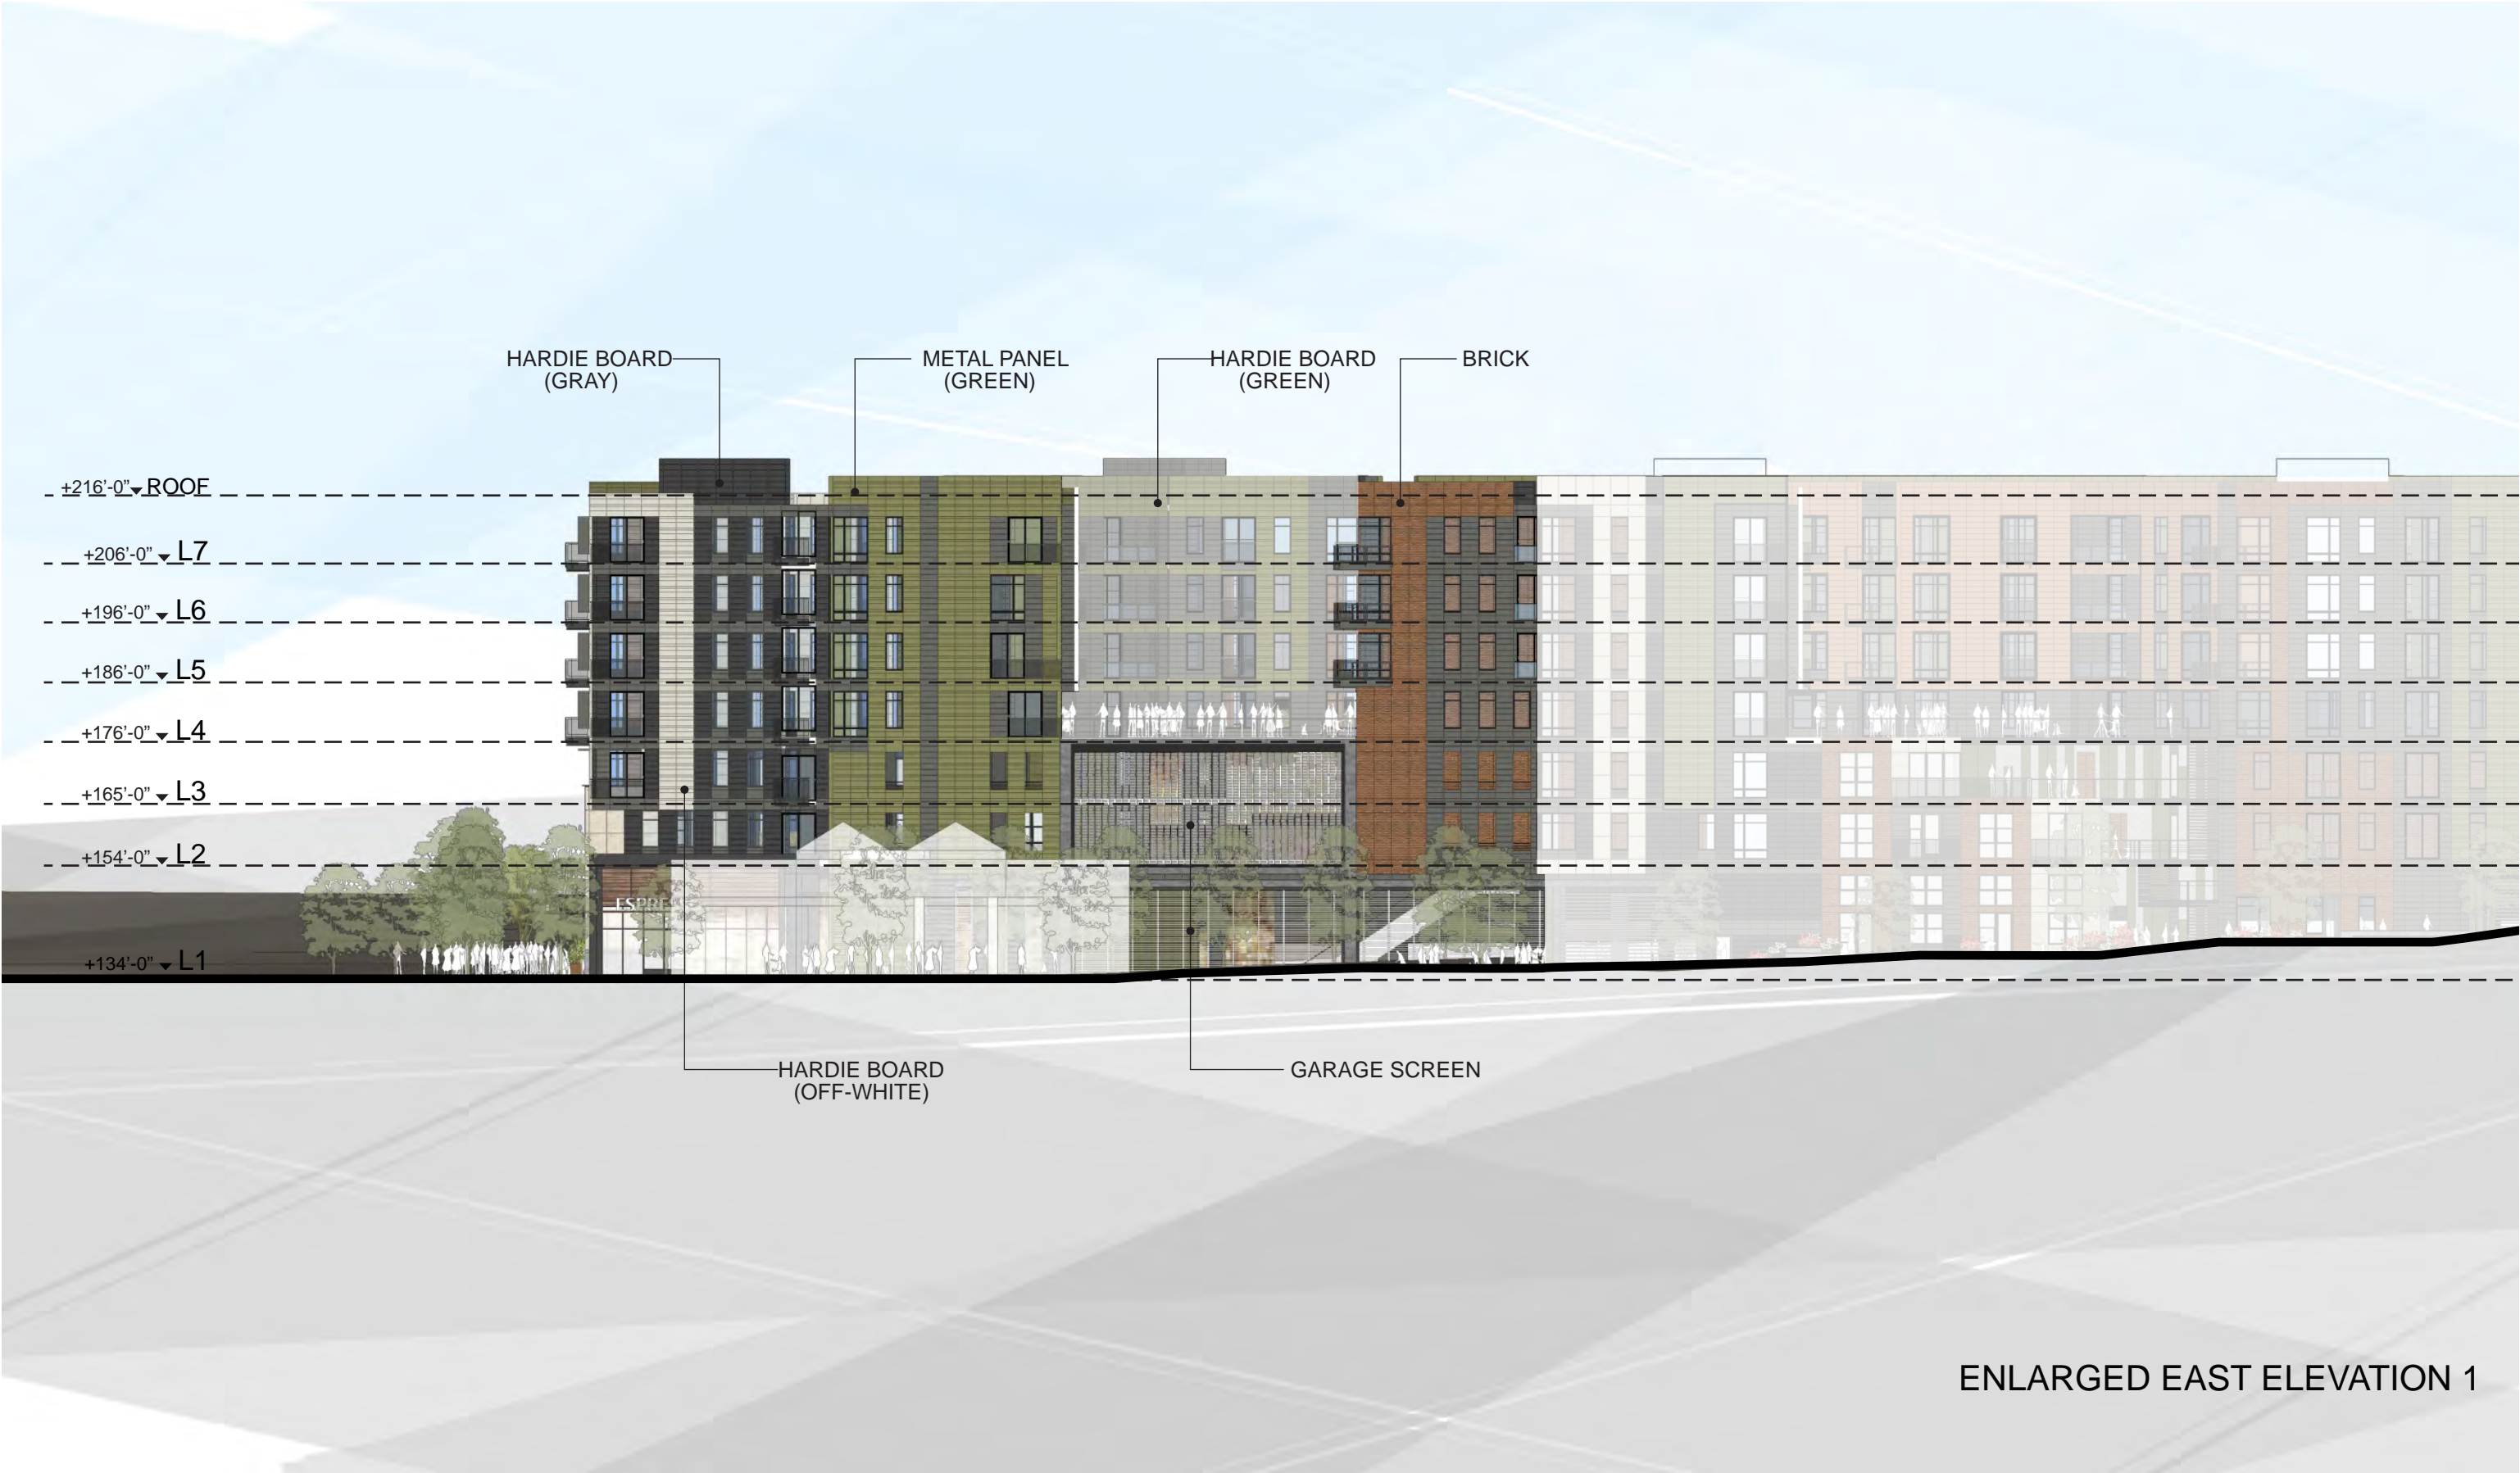 HARDIE BOARD
(GRAY)
METAL PANEL
(GREEN)
HARDIE BOARD
(GREEN)
BRICK
+216'-0" ROOF
+206'-0" L7
+196'-0" L6
+186'-0" L5
+176'-0" L4
+165'-0" L3
+154'-0" L2
+134'-0" L1
HARDIE BOARD
(OFF-WHITE)
GARAGE SCREEN
ENLARGED EAST ELEVATION 1